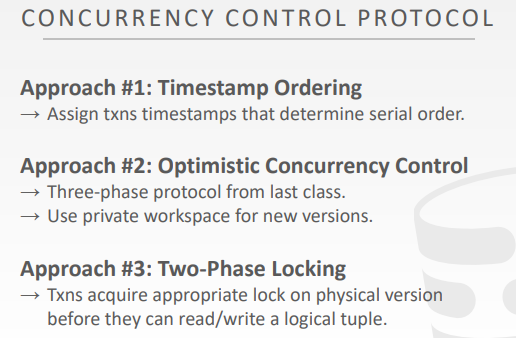 CONCURRENCY CONTROL PROTOCOL
Approach #1: Timestamp Ordering
→ Assign txns timestamps that determine serial order.
Approach #2: Optimistic Concurrency Control
→ Three-phase protocol from last class.
→ Use private workspace for new versions.
Approach #3: Two-Phase Locking
→ Txns acquire appropriate lock on physical version
before they can read/write a logical tuple.